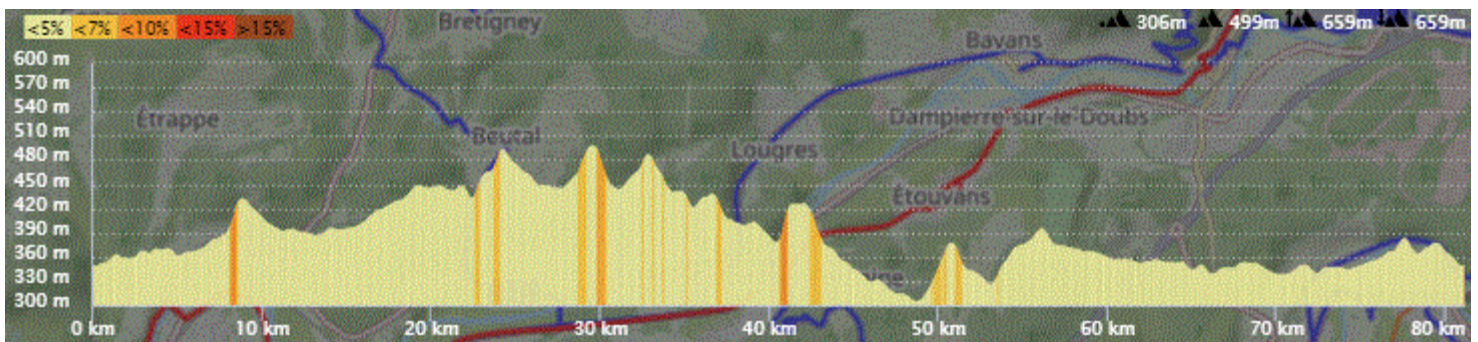 <5% <7% <10% <15% >15%
Bretigney
306m 499m 659m 659m
Bavans
600 m
570 m
540 m
Étrappe
Dampierre-sur-le-Doubs
510 m
Beutal
480 m
Lougres
450 m
Étouvans
420 m
390 m
360 m
330 m
300 m
0 km 10 km 20 km 30 km 40 km 50 km 60 km 70 km 80 km